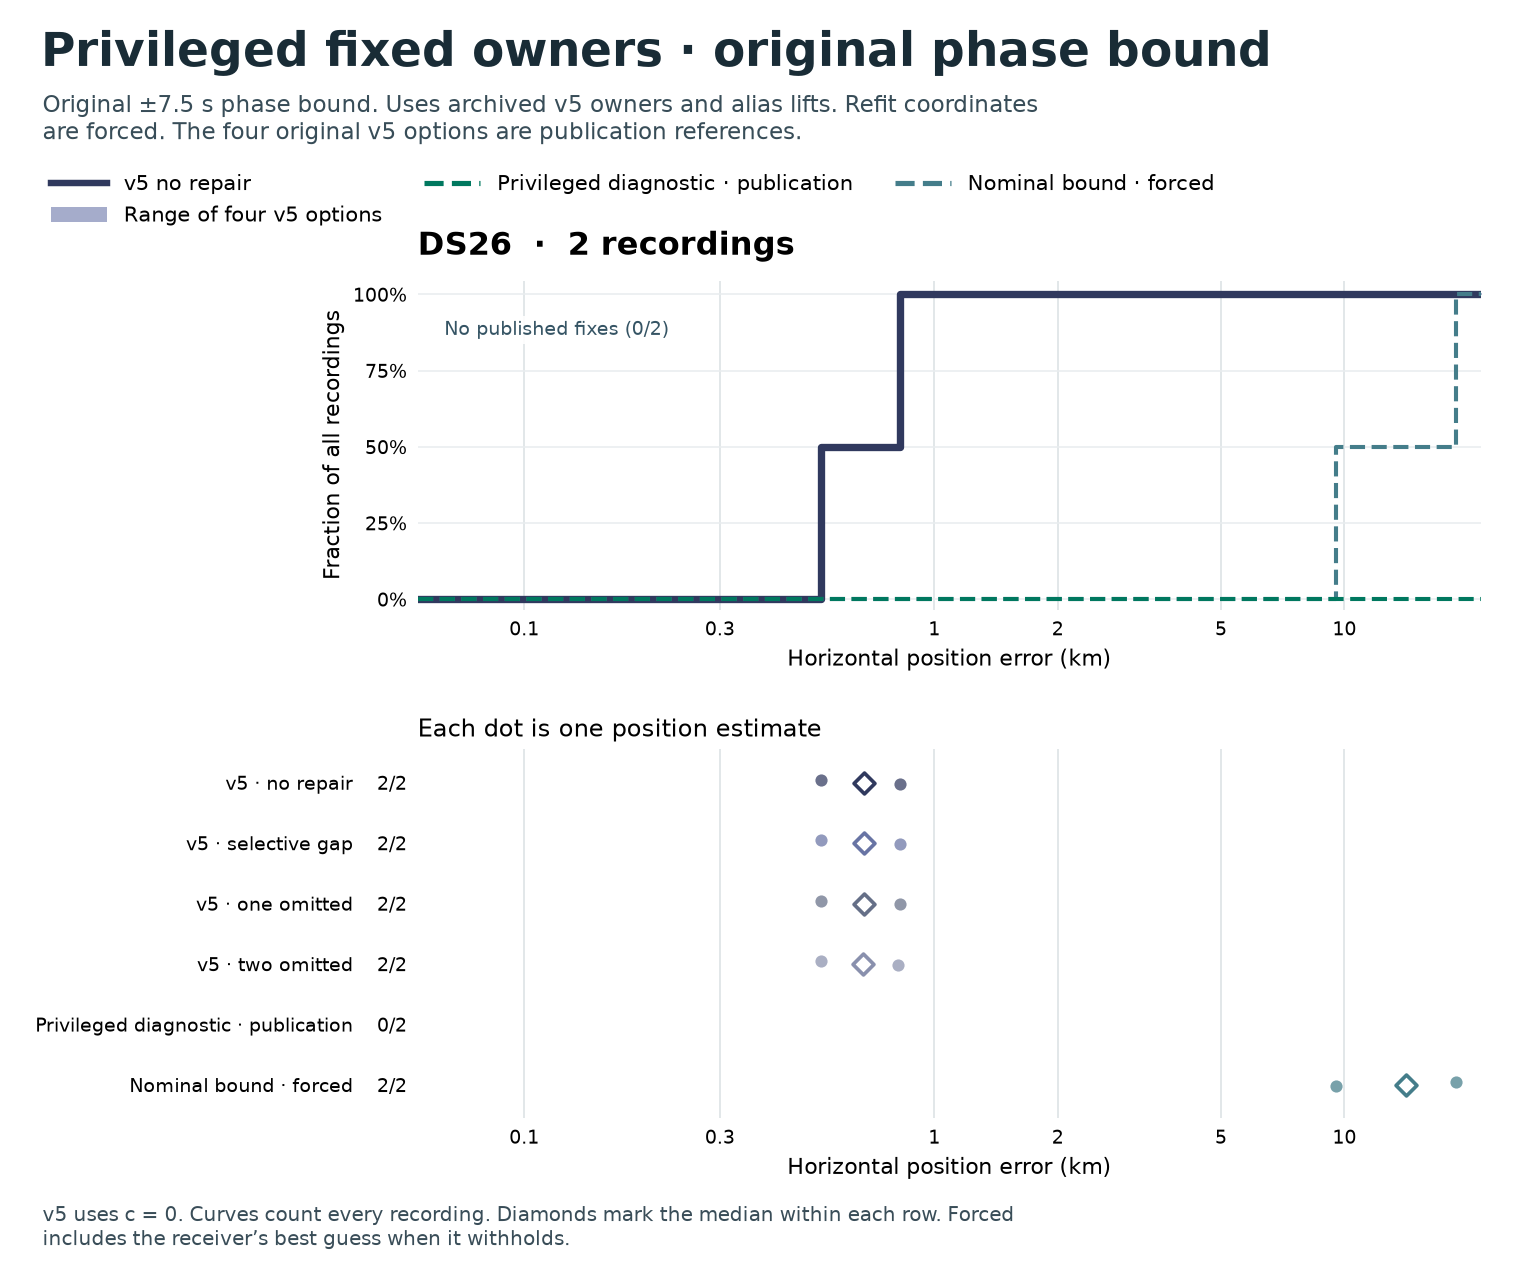 Privileged fixed owners · original phase bound
Original ±7.5 s phase bound. Uses archived v5 owners and alias lifts. Refit coordinates
are forced. The four original v5 options are publication references.
v5 no repair
Privileged diagnostic · publication
Nominal bound · forced
Range of four v5 options
DS26 · 2 recordings
100%
No published fixes (0/2)
75%
50%
25%
0%
Fraction of all recordings
0.1 0.3 1 2 5 10
Horizontal position error (km)
Each dot is one position estimate
v5 · no repair 2/2
v5 · selective gap 2/2
v5 · one omitted 2/2
v5 · two omitted 2/2
Privileged diagnostic · publication 0/2
Nominal bound · forced 2/2
0.1 0.3 1 2 5 10
Horizontal position error (km)
v5 uses c = 0. Curves count every recording. Diamonds mark the median within each row. Forced
includes the receiver’s best guess when it withholds.